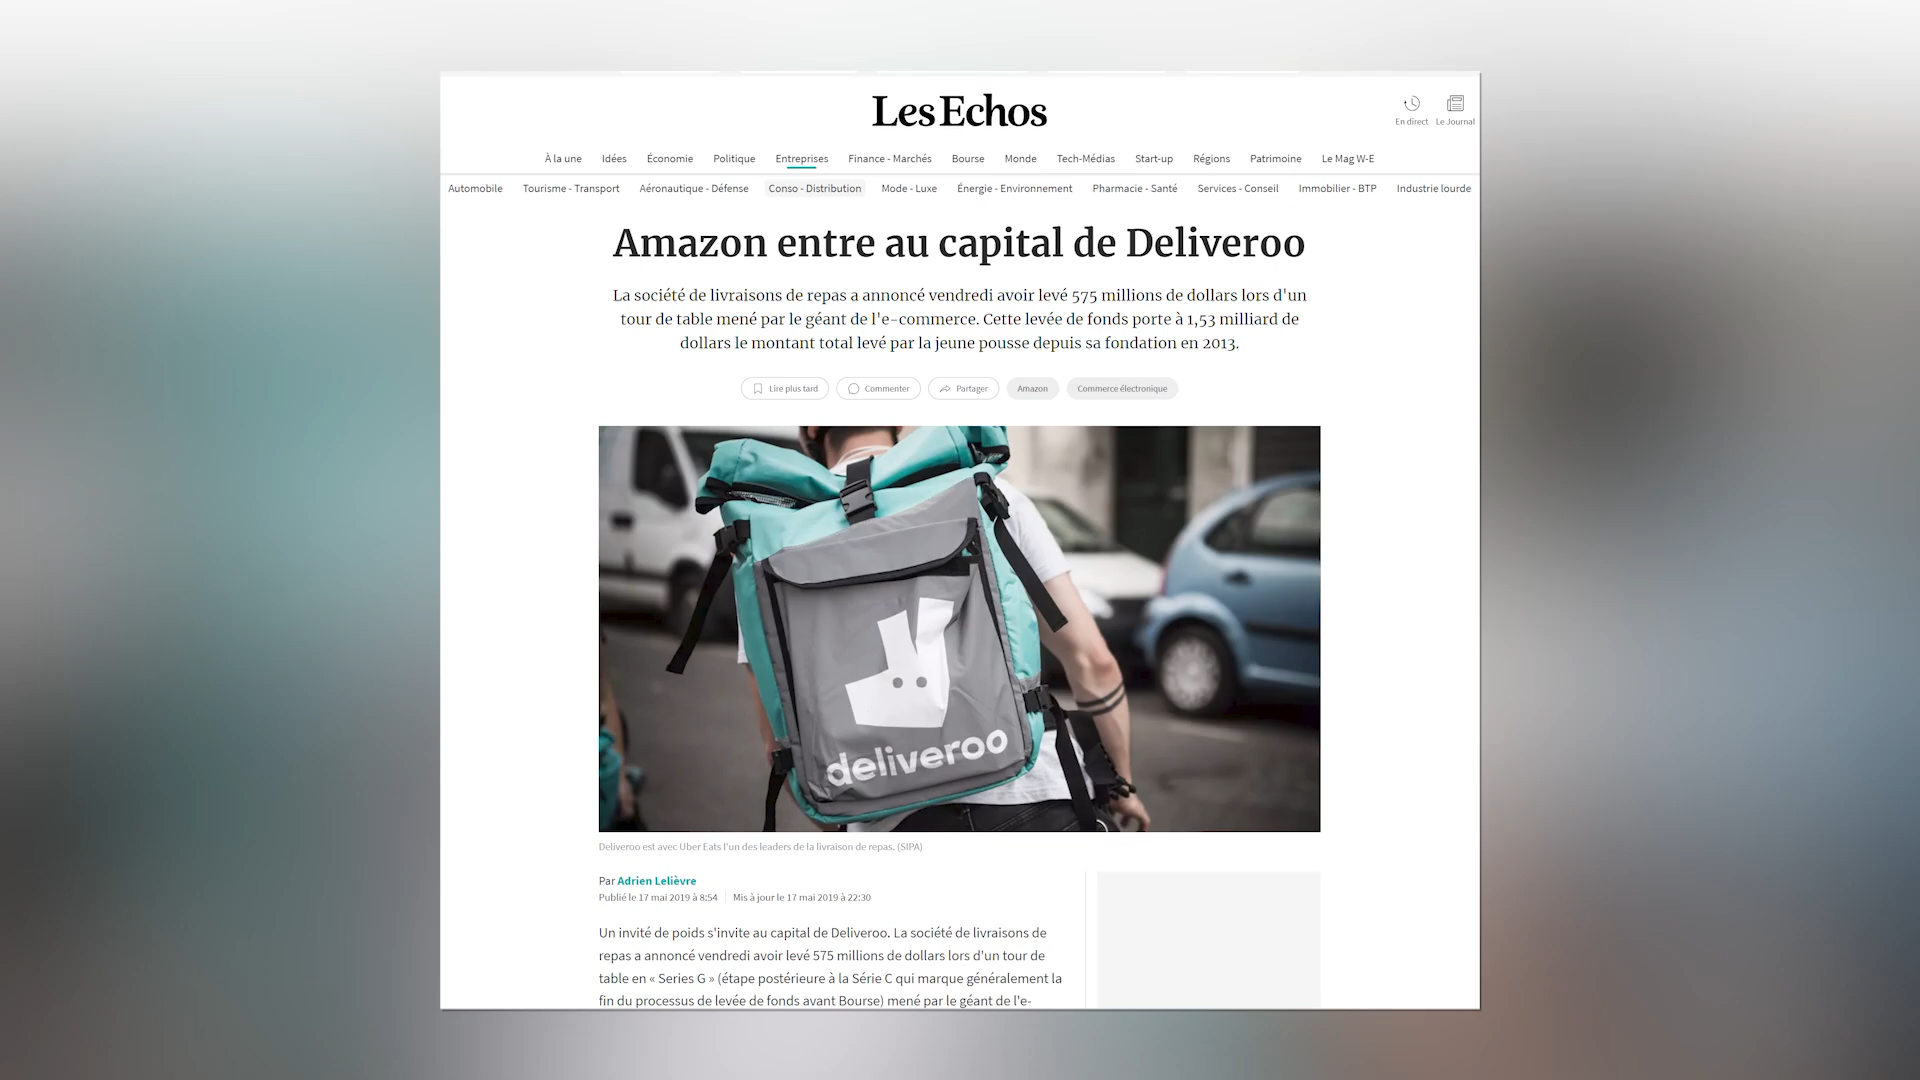 Les Echos
En direct
Le Journal
À la une Idées Économie Politique Entreprises Finance - Marchés Bourse Monde Tech-Médias Start-up Régions Patrimoine Le Mag W-E
Automobile Tourisme - Transport Aéronautique - Défense Conso - Distribution Mode - Luxe Énergie - Environnement Pharmacie - Santé Services - Conseil Immobilier - BTP Industrie lourde
Amazon entre au capital de Deliveroo
La société de livraisons de repas a annoncé vendredi avoir levé 575 millions de dollars lors d'un
tour de table mené par le géant de l'e-commerce. Cette levée de fonds porte à 1,53 milliard de
dollars le montant total levé par la jeune pousse depuis sa fondation en 2013.
Lire plus tard Commenter Partager Amazon Commerce électronique
deliveroo
Deliveroo est avec Uber Eats l'un des leaders de la livraison de repas. (SIPA)
Par Adrien Lelièvre
Publié le 17 mai 2019 à 8:54 Mis à jour le 17 mai 2019 à 22:30
Un invité de poids s'invite au capital de Deliveroo. La société de livraisons de
repas a annoncé vendredi avoir levé 575 millions de dollars lors d'un tour de
table en « Series G » (étape postérieure à la Série C qui marque généralement la
fin du processus de levée de fonds avant Bourse) mené par le géant de l'e-